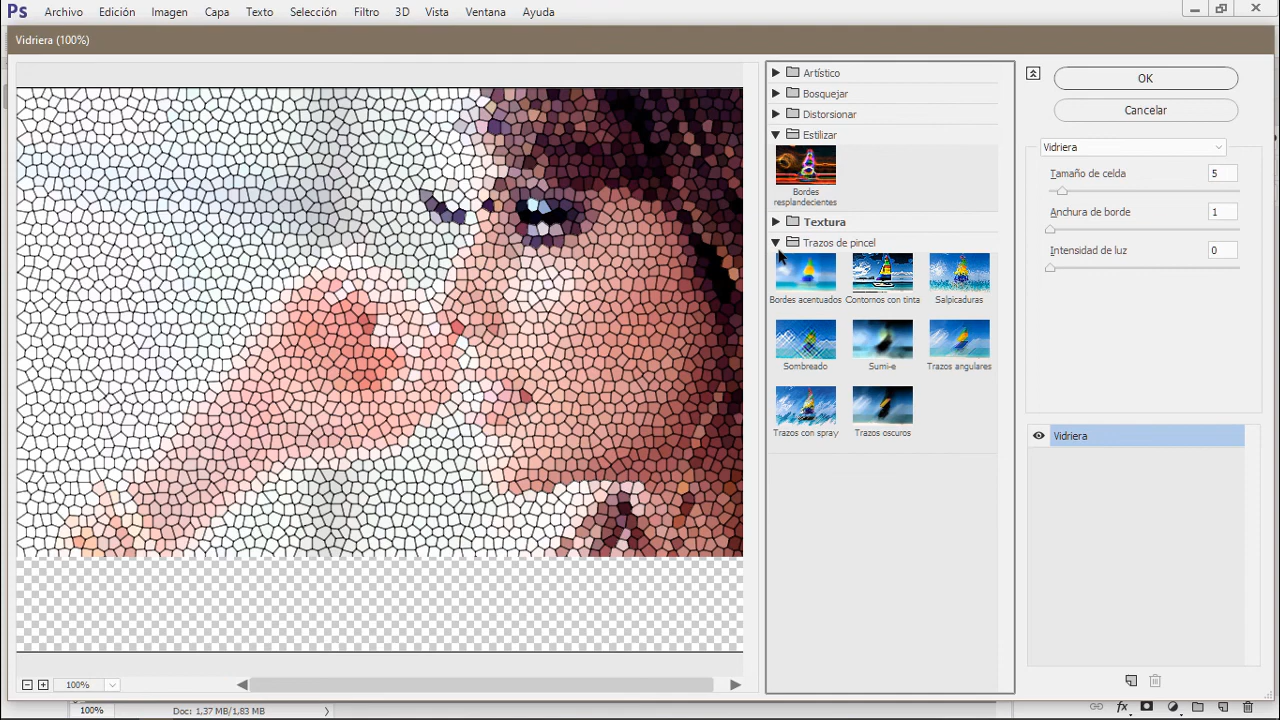 Ps Archivo Edición Imagen Capa Texto Selección Filtro 3D Vista Ventana Ayuda
Vidriera (100%)
Artístico
Bosquejar
Distorsionar
Estilizar
Bordes
resplandecientes
Textura
Trazos de pincel
Bordes acentuados Contornos con tinta Salpicaduras
Sombreado Sumi-e Trazos angulares
Trazos con spray Trazos oscuros
OK
Cancelar
Vidriera
Tamaño de celda 5
Anchura de borde 1
Intensidad de luz 0
Vidriera
100%
100% Doc: 1,37 MB/1,83 MB
fx